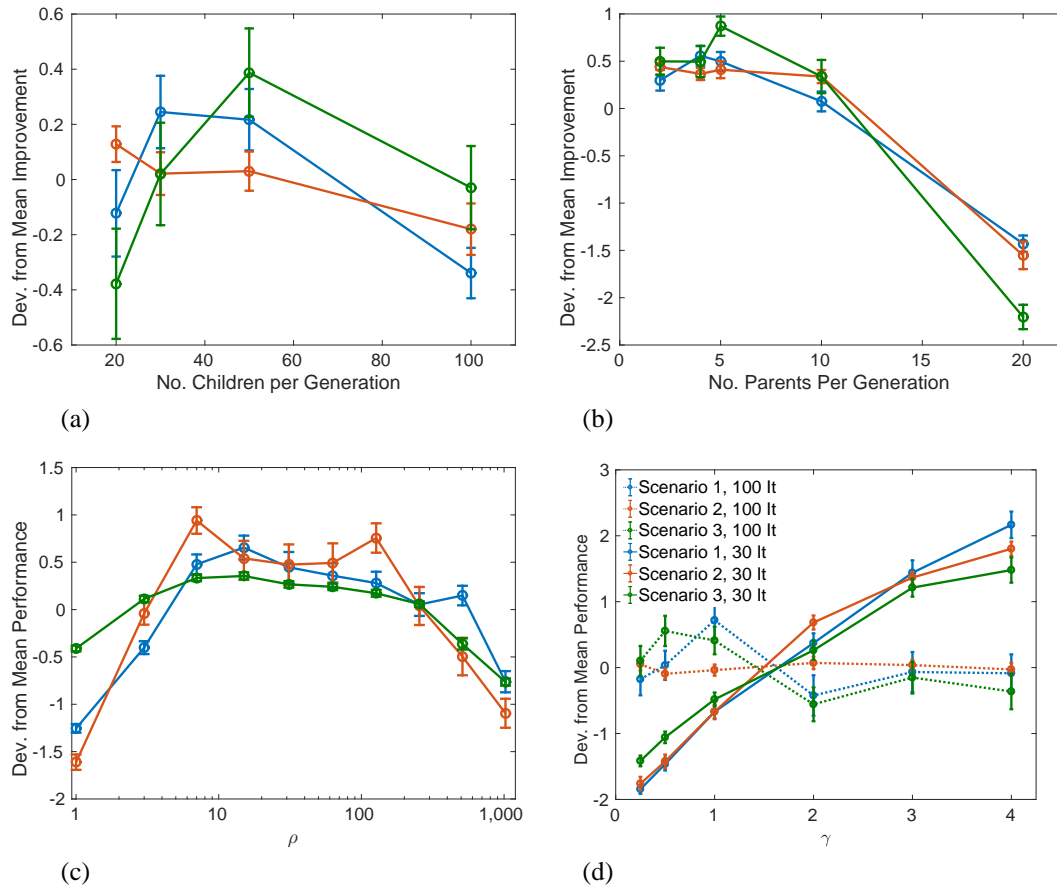 0.6
0.4
0.2
0
-0.2
-0.4
-0.6
20 40 60 80 100
Dev. from Mean Improvement
No. Children per Generation
(a)
1
0.5
0
-0.5
-1
-1.5
-2
-2.5
0 5 10 15 20
Dev. from Mean Improvement
No. Parents Per Generation
(b)
1.5
1
0.5
0
-0.5
-1
-1.5
-2
1 10 100 1,000
Dev. from Mean Performance
ρ
(c)
3
2
1
0
-1
-2
0 1 2 3 4
Dev. from Mean Performance
γ
Scenario 1, 100 It
Scenario 2, 100 It
Scenario 3, 100 It
Scenario 1, 30 It
Scenario 2, 30 It
Scenario 3, 30 It
(d)